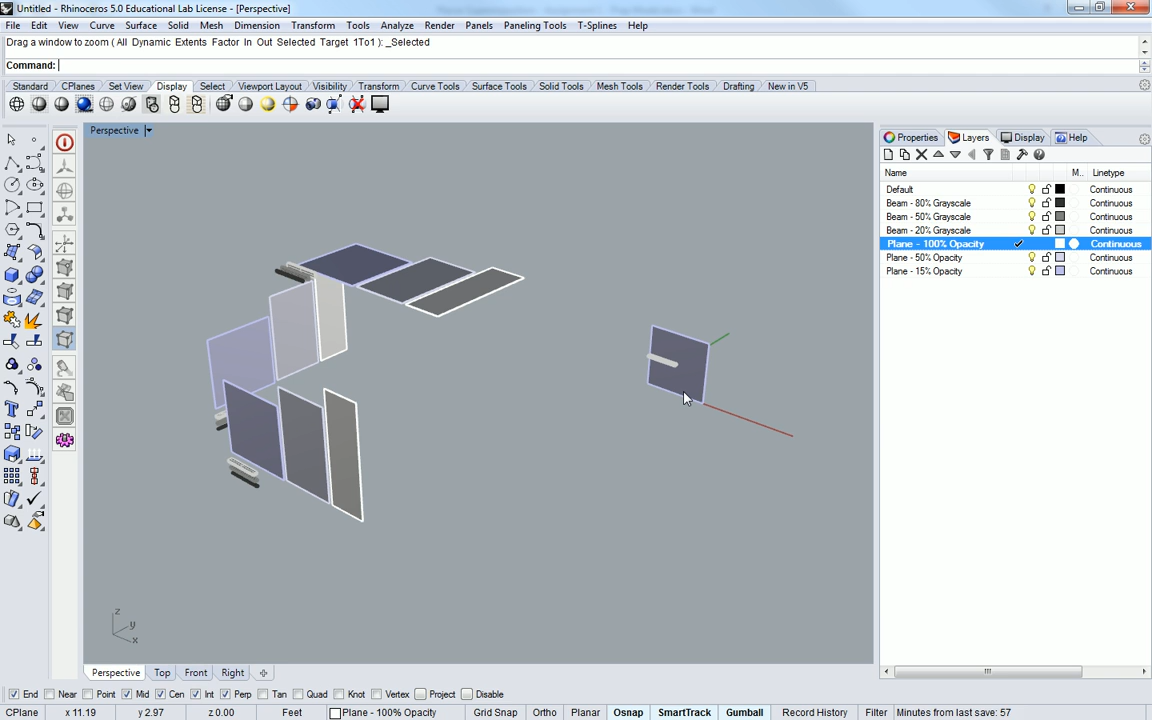 Untitled - Rhinoceros 5.0 Educational Lab License - [Perspective]
File Edit View Curve Surface Solid Mesh Dimension Transform Tools Analyze Render Panels Paneling Tools T-Splines Help
Drag a window to zoom ( All Dynamic Extents Factor In Out Selected Target 1To1 ): _Selected
Command:
Standard CPlanes Set View Display Select Viewport Layout Visibility Transform Curve Tools Surface Tools Solid Tools Mesh Tools Render Tools Drafting New in V5
Perspective
Properties Layers Display Help
Name M.. Linetype
Default Continuous
Beam - 80% Grayscale Continuous
Beam - 50% Grayscale Continuous
Beam - 20% Grayscale Continuous
Plane - 100% Opacity Continuous
Plane - 50% Opacity Continuous
Plane - 15% Opacity Continuous
z
y
x
Perspective Top Front Right
End Near Point Mid Cen Int Perp Tan Quad Knot Vertex Project Disable
CPlane x 11.19 y 2.97 z 0.00 Feet Plane - 100% Opacity Grid Snap Ortho Planar Osnap SmartTrack Gumball Record History Filter Minutes from last save: 57